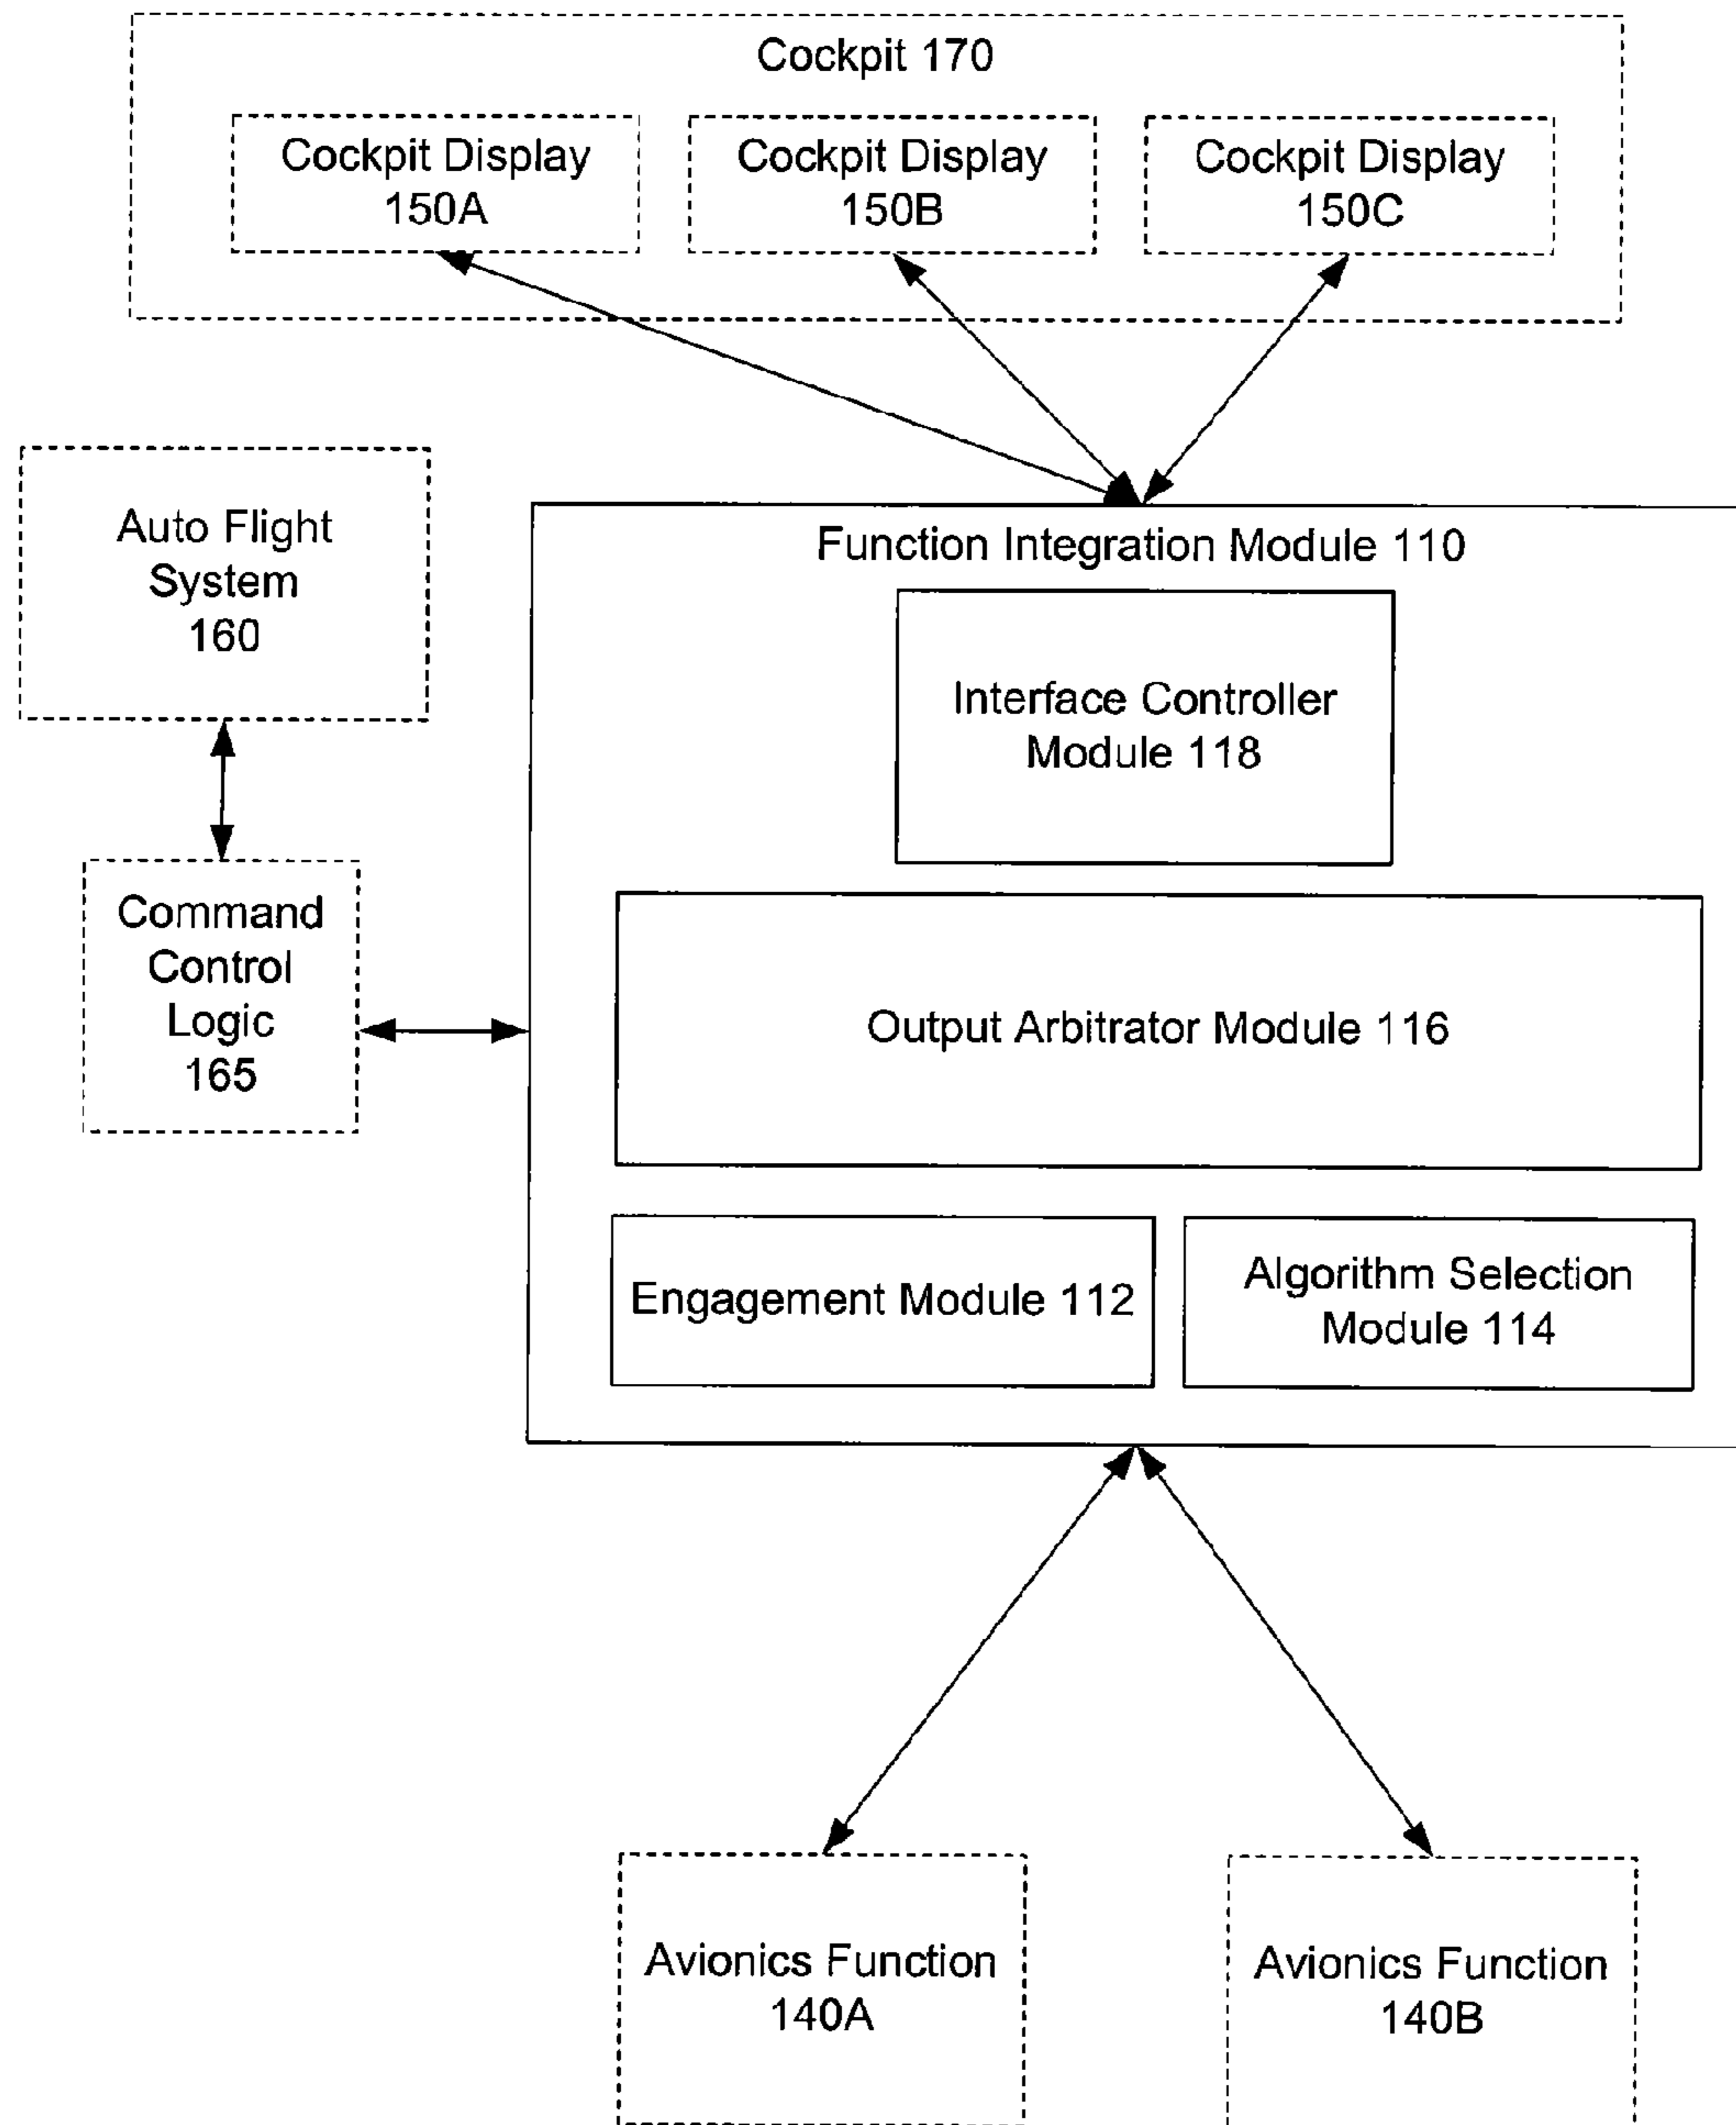 Cockpit 170
Cockpit Display
150A
Cockpit Display
150B
Cockpit Display
150C
Auto Flight
System
160
Function Integration Module 110
Interface Controller
Module 118
Command
Control
Logic
165
Output Arbitrator Module 116
Engagement Module 112
Algorithm Selection
Module 114
Avionics Function
140A
Avionics Function
140B